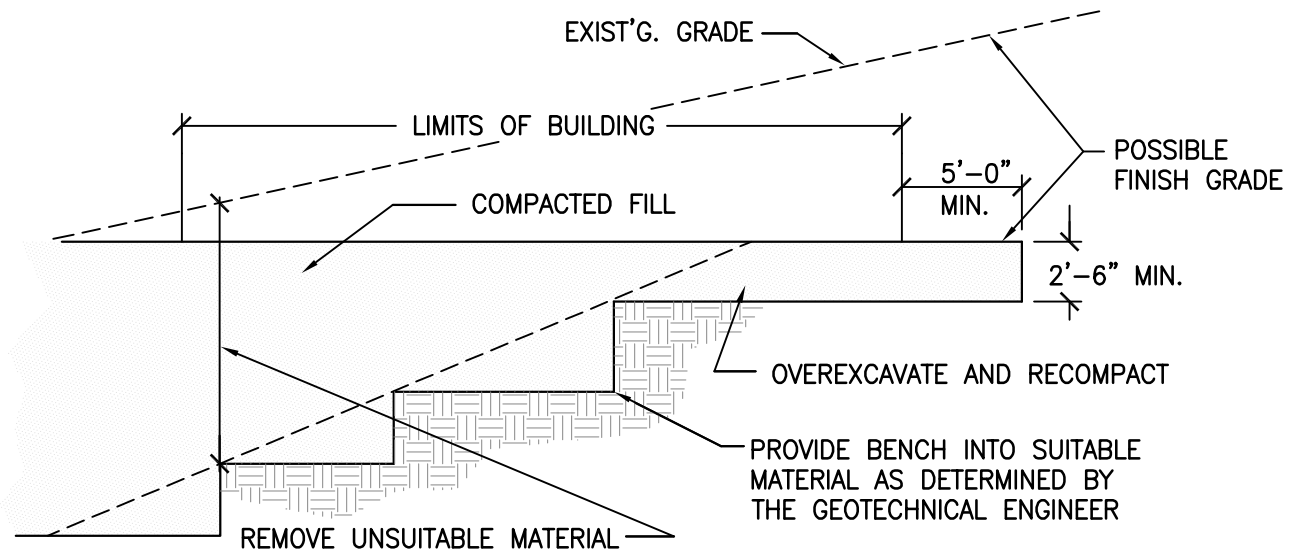 EXIST'G. GRADE
LIMITS OF BUILDING
POSSIBLE
FINISH GRADE
5'-0"
MIN.
COMPACTED FILL
2'-6" MIN.
OVEREXCAVATE AND RECOMPACT
PROVIDE BENCH INTO SUITABLE
MATERIAL AS DETERMINED BY
THE GEOTECHNICAL ENGINEER
REMOVE UNSUITABLE MATERIAL